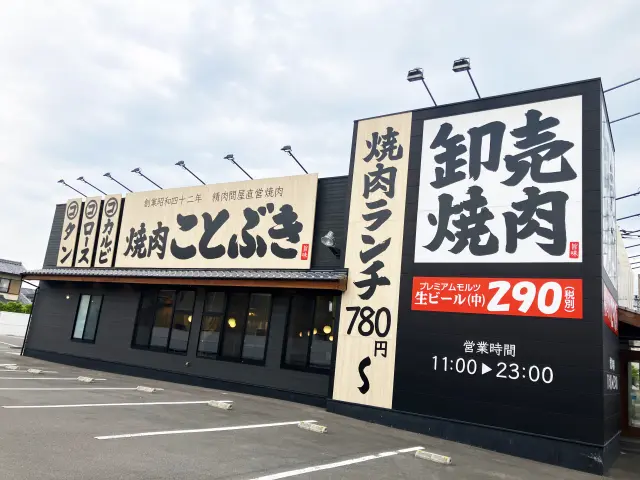 コ タン
コ ロース
コ カルビ
創業昭和四十二年 精肉問屋直営焼肉
焼肉ことぶき
焼肉ランチ780円〜
卸売
焼肉
プレミアムモルツ
生ビール(中)290(税別)
営業時間
11:00▶23:00